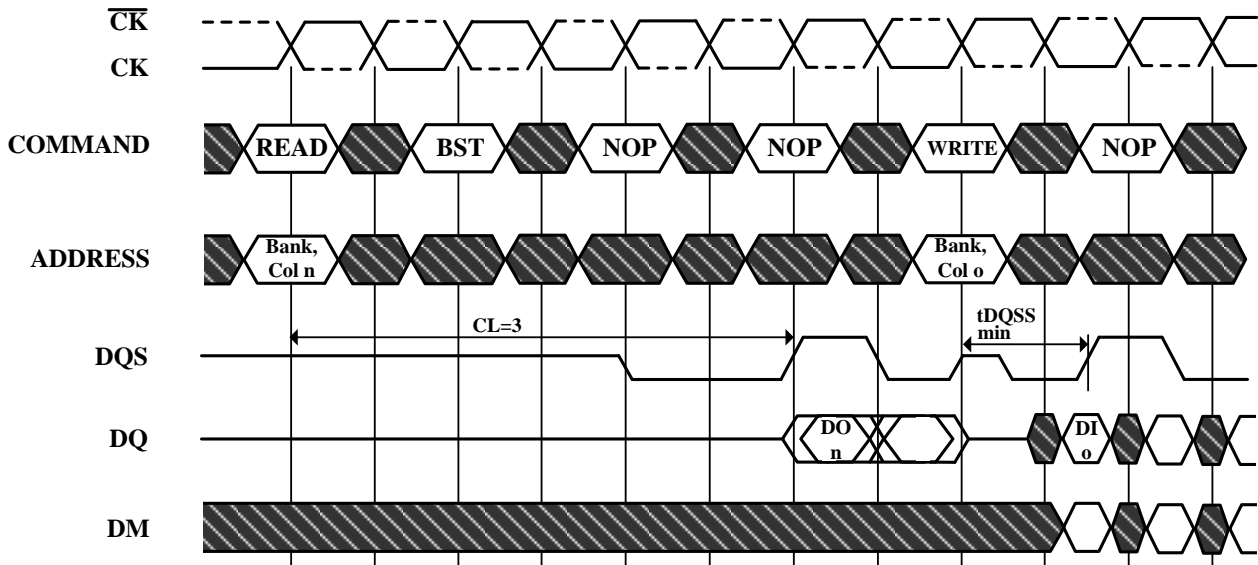 C̅K̅
CK
COMMAND
READ
BST
NOP
NOP
WRITE
NOP
ADDRESS
Bank,
Col n
Bank,
Col o
DQS
CL=3
tDQSS
min
DQ
DO
n
DI
o
DM